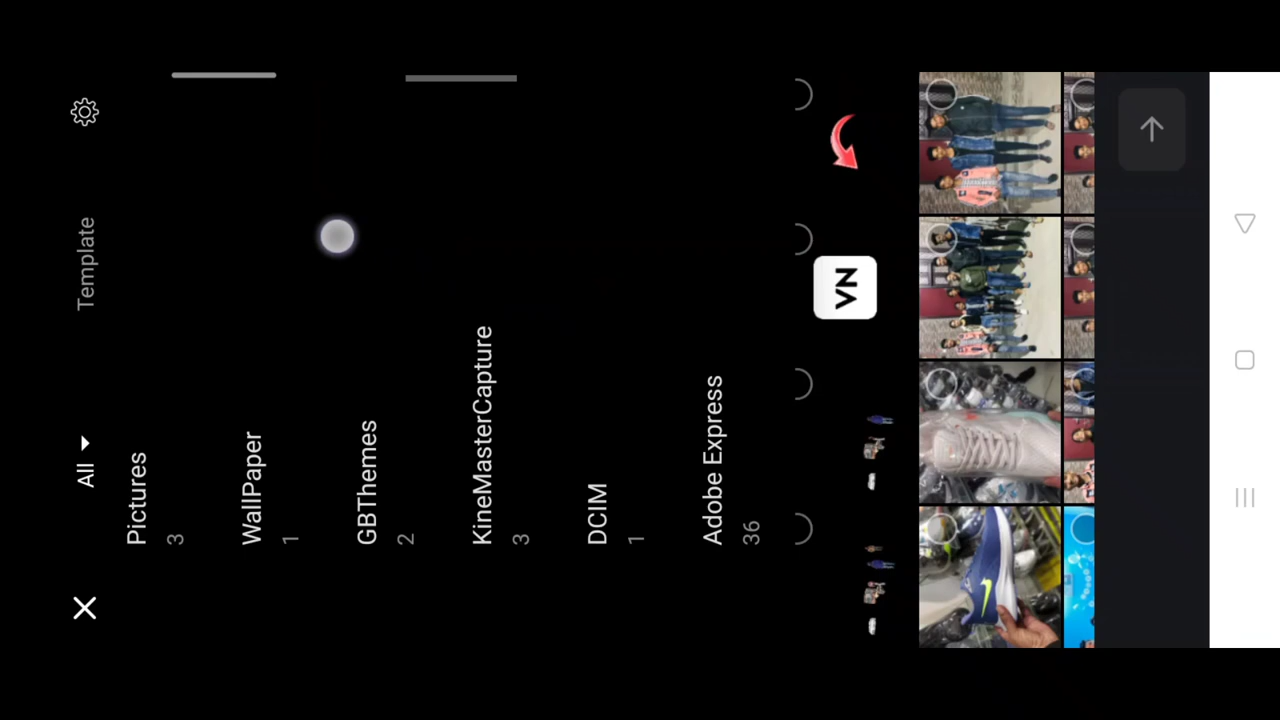 All
Template
Pictures
3
WallPaper
1
GBThemes
2
KineMasterCapture
3
DCIM
1
Adobe Express
36
VN